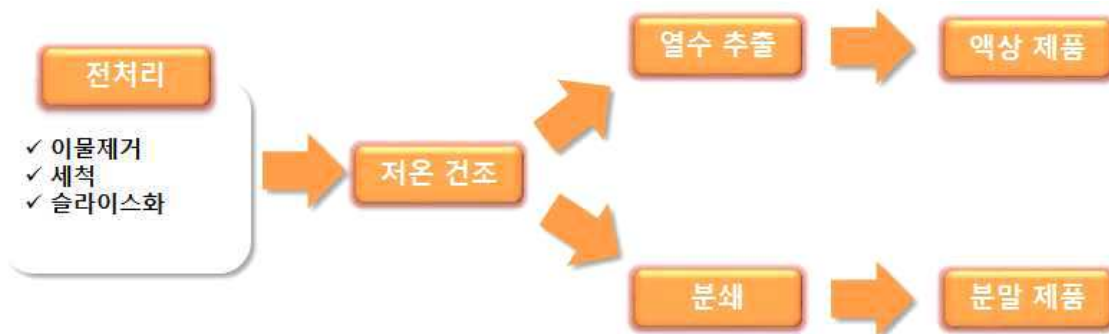 전처리
✓ 이물제거
✓ 세척
✓ 슬라이스화
저온 건조
열수 추출
액상 제품
분쇄
분말 제품